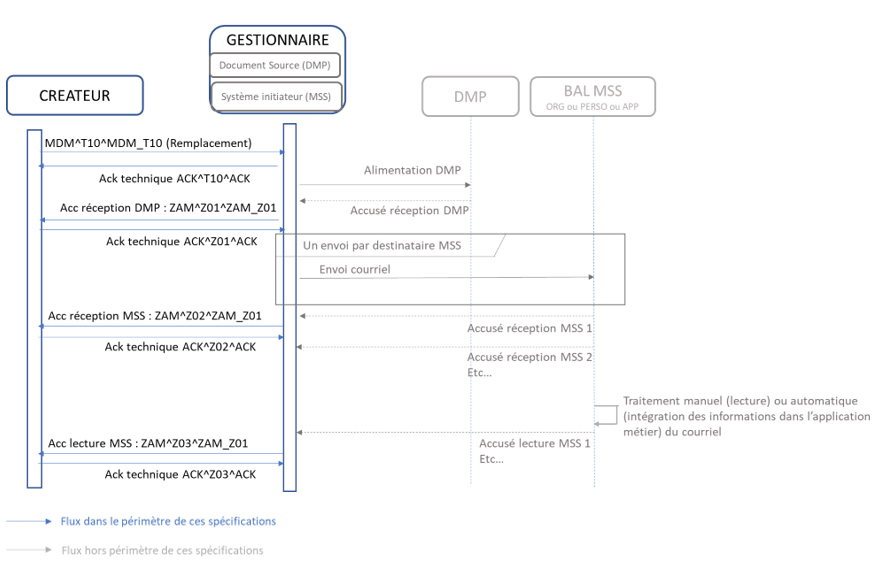 GESTIONNAIRE
Document Source (DMP)
Système initiateur (MSS)
CREATEUR
DMP
BAL MSS
ORG ou PERSO ou APP
MDM^T10^MDM_T10 (Remplacement)
Ack technique ACK^T10^ACK
Alimentation DMP
Acc réception DMP : ZAM^Z01^ZAM_Z01
Accusé réception DMP
Ack technique ACK^Z01^ACK
Un envoi par destinataire MSS
Envoi courriel
Acc réception MSS : ZAM^Z02^ZAM_Z01
Accusé réception MSS 1
Ack technique ACK^Z02^ACK
Accusé réception MSS 2
Etc...
Traitement manuel (lecture) ou automatique
(intégration des informations dans l'application
métier) du courriel
Acc lecture MSS : ZAM^Z03^ZAM_Z01
Accusé lecture MSS 1
Etc...
Ack technique ACK^Z03^ACK
Flux dans le périmètre de ces spécifications
Flux hors périmètre de ces spécifications